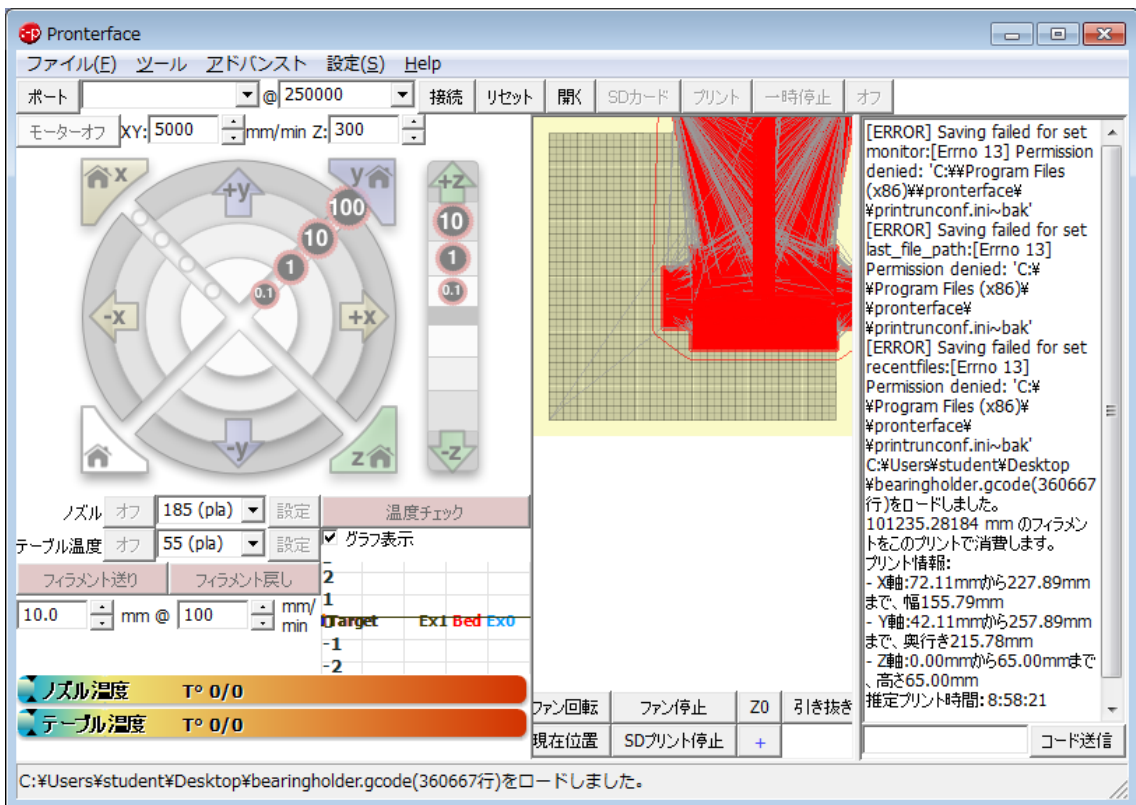 Pronterface
ファイル(F) ツール アドバンスト 設定(S) Help
ポート @ 250000 接続 リセット 開く SDカード プリント 一時停止 オフ
モーターオフ XY: 5000 mm/min Z: 300
x
y
+y
100
10
1
0.1
-x
+x
-y
z
+z
10
1
0.1
-z
ノズル オフ 185 (pla) 設定 温度チェック
テーブル温度 オフ 55 (pla) 設定 グラフ表示
フィラメント送り フィラメント戻し
10.0 mm @ 100 mm/
min
2
1
0
Target Ex1 Bed Ex0
-1
-2
ノズル温度 T° 0/0
テーブル温度 T° 0/0
ファン回転 ファン停止 Z0 引き抜き
現在位置 SDプリント停止 +
[ERROR] Saving failed for set
monitor:[Errno 13] Permission
denied: 'C:¥¥Program Files
(x86)¥¥pronterface¥
¥printrunconf.ini~bak'
[ERROR] Saving failed for set
last_file_path:[Errno 13]
Permission denied: 'C:¥
¥Program Files (x86)¥
¥pronterface¥
¥printrunconf.ini~bak'
[ERROR] Saving failed for set
recentfiles:[Errno 13]
Permission denied: 'C:¥
¥Program Files (x86)¥
¥pronterface¥
¥printrunconf.ini~bak'
C:¥Users¥student¥Desktop
¥bearingholder.gcode(360667
行)をロードしました。
101235.28184 mm のフィラメン
トをこのプリントで消費します。
プリント情報:
- X軸:72.11mmから227.89mm
まで、幅155.79mm
- Y軸:42.11mmから257.89mm
まで、奥行き215.78mm
- Z軸:0.00mmから65.00mmまで
、高さ65.00mm
推定プリント時間: 8:58:21
コード送信
C:¥Users¥student¥Desktop¥bearingholder.gcode(360667行)をロードしました。